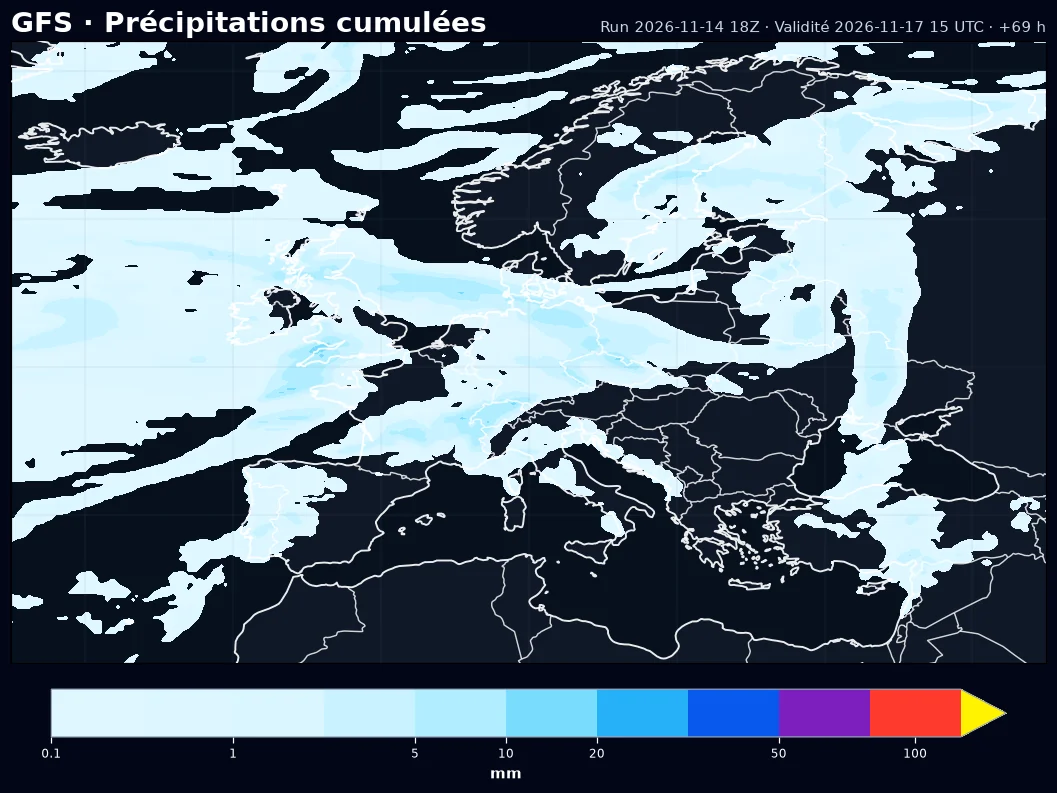 GFS · Précipitations cumulées
Run 2026-11-14 18Z · Validité 2026-11-17 15 UTC · +69 h
0.1 1 5 10 20 50 100
mm